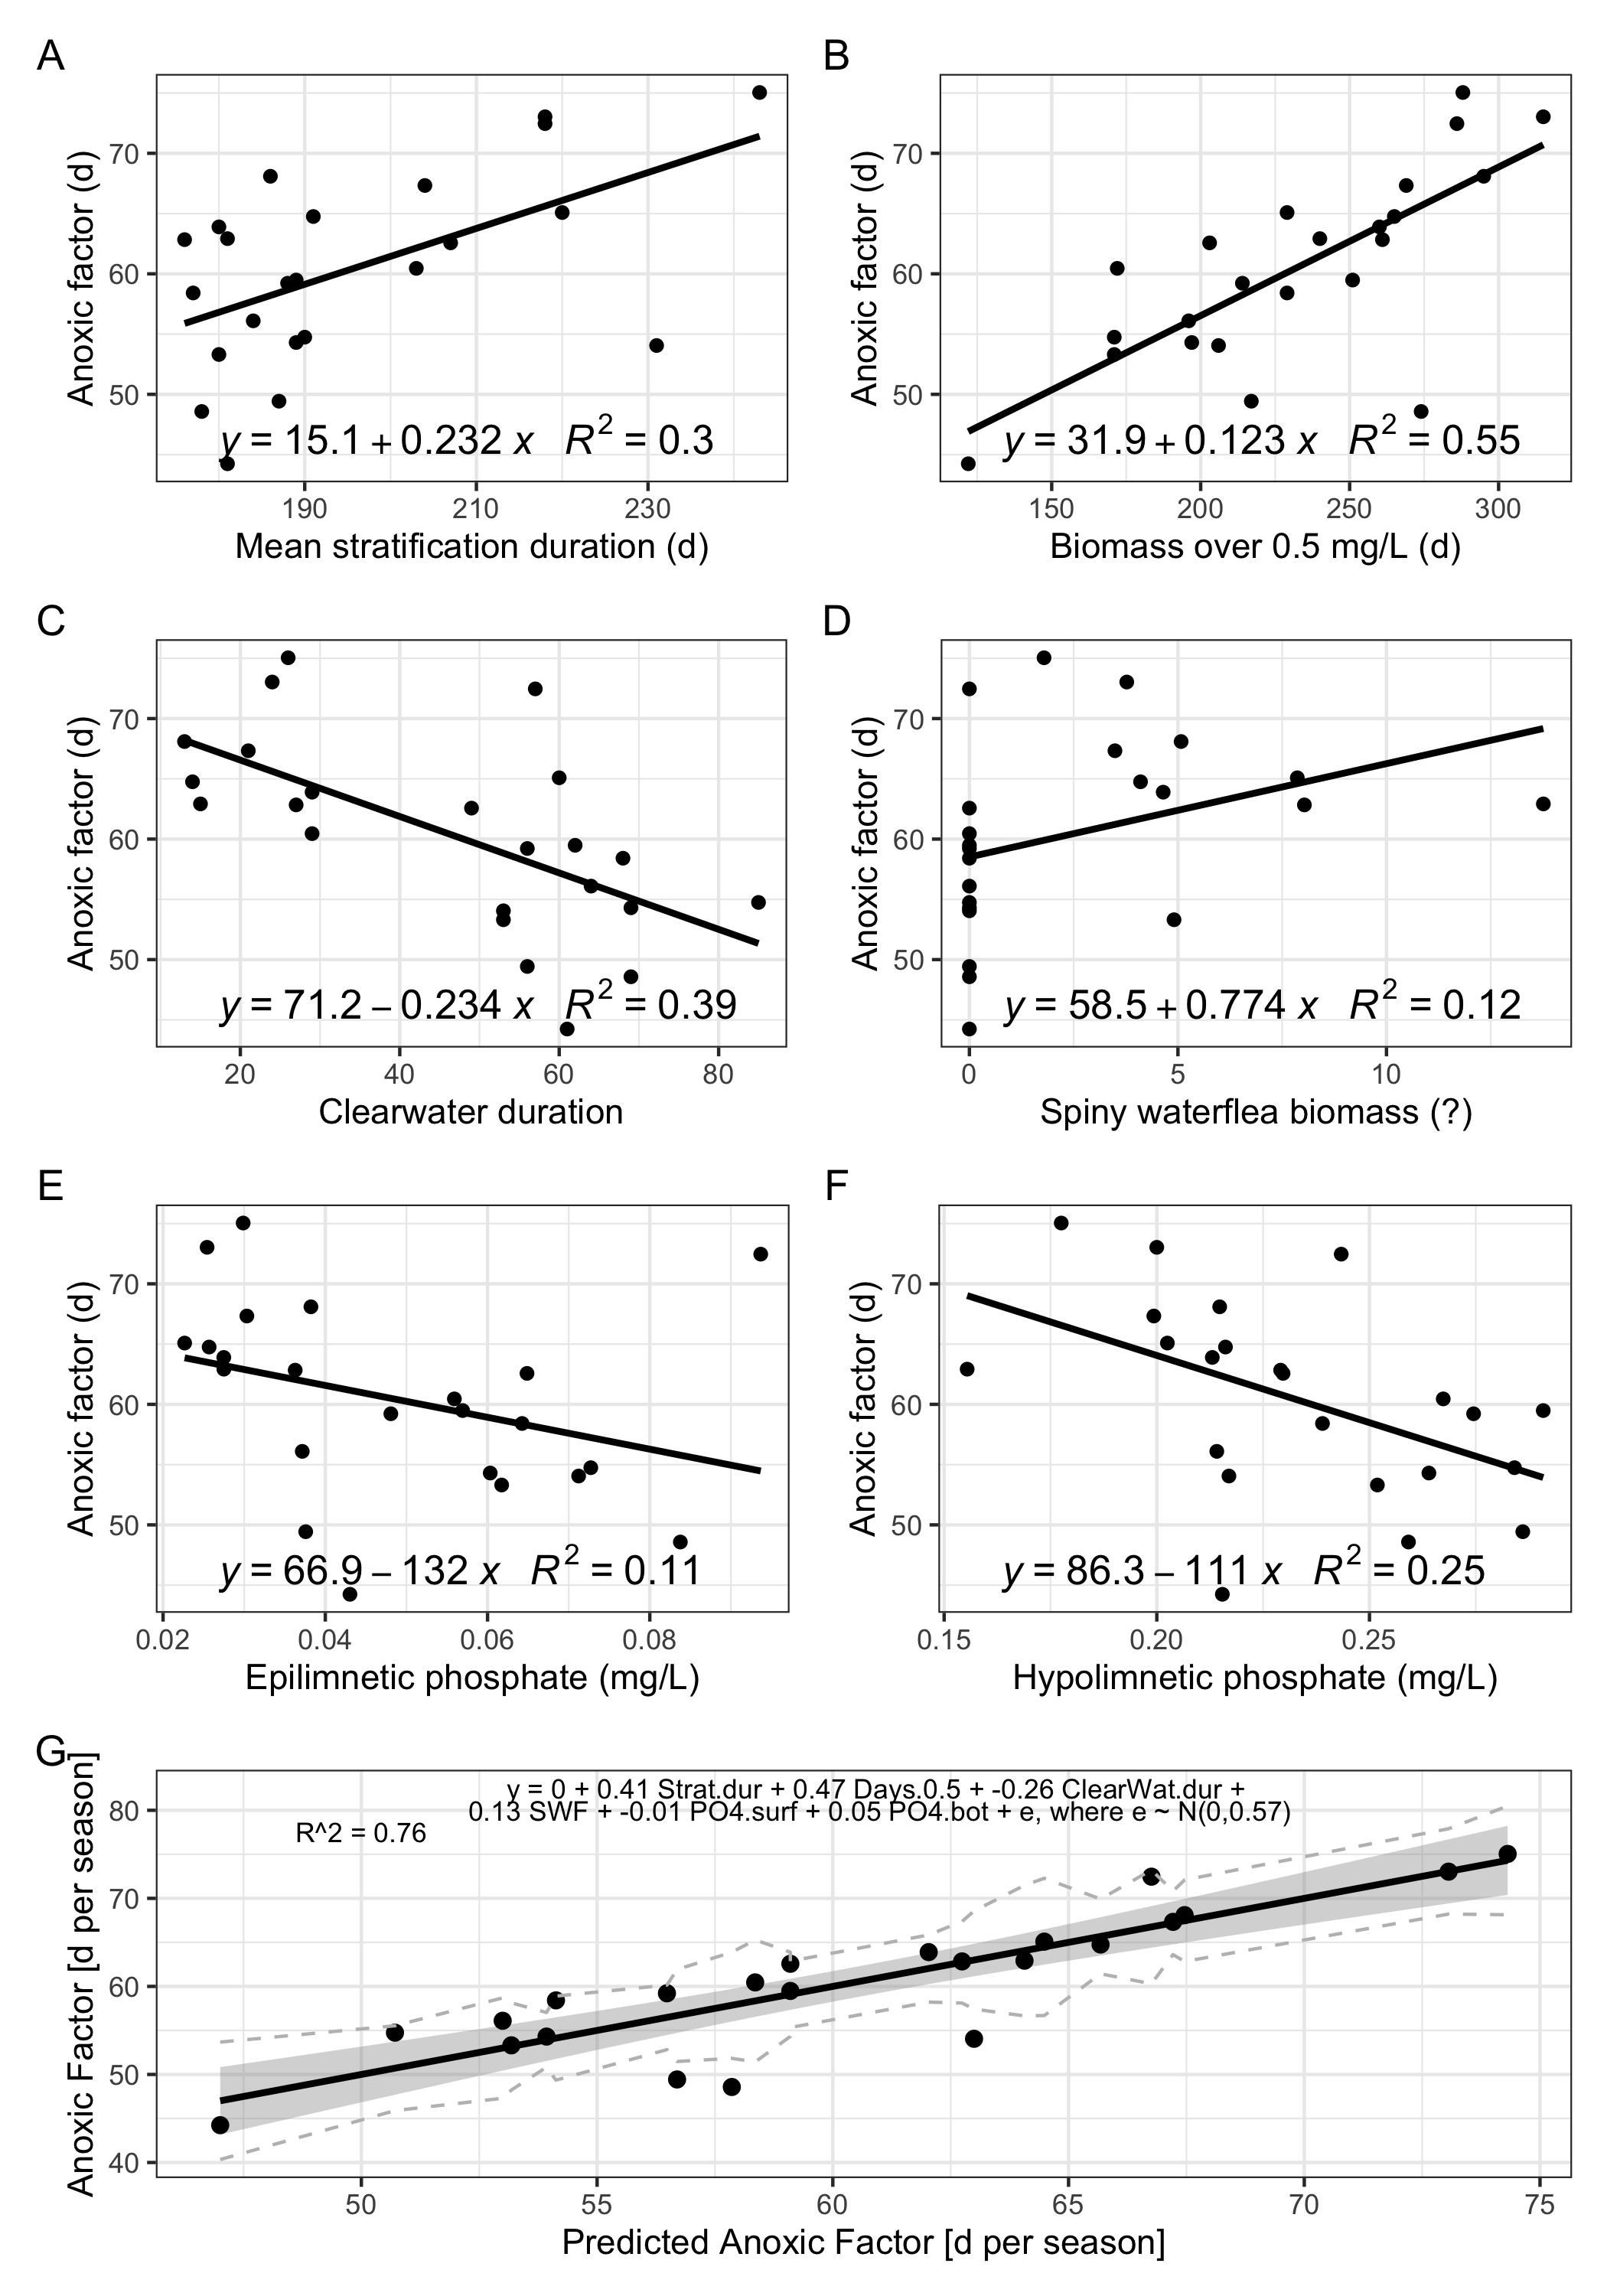 A
Anoxic factor (d)
70
60
50
y = 15.1 + 0.232 x R² = 0.3
190 210 230
Mean stratification duration (d)
B
Anoxic factor (d)
70
60
50
y = 31.9 + 0.123 x R² = 0.55
150 200 250 300
Biomass over 0.5 mg/L (d)
C
Anoxic factor (d)
70
60
50
y = 71.2 − 0.234 x R² = 0.39
20 40 60 80
Clearwater duration
D
Anoxic factor (d)
70
60
50
y = 58.5 + 0.774 x R² = 0.12
0 5 10
Spiny waterflea biomass (?)
E
Anoxic factor (d)
70
60
50
y = 66.9 − 132 x R² = 0.11
0.02 0.04 0.06 0.08
Epilimnetic phosphate (mg/L)
F
Anoxic factor (d)
70
60
50
y = 86.3 − 111 x R² = 0.25
0.15 0.20 0.25
Hypolimnetic phosphate (mg/L)
G
Anoxic Factor [d per season]
y = 0 + 0.41 Strat.dur + 0.47 Days.0.5 + -0.26 ClearWat.dur +
0.13 SWF + -0.01 PO4.surf + 0.05 PO4.bot + e, where e ~ N(0,0.57)
R^2 = 0.76
80
70
60
50
40
50 55 60 65 70 75
Predicted Anoxic Factor [d per season]